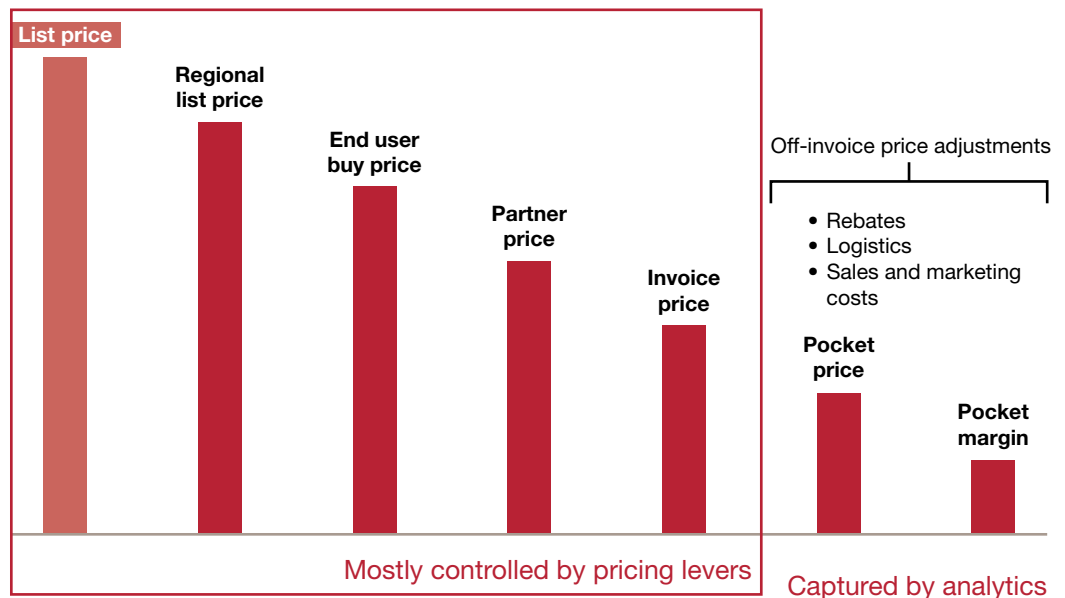 List price
Regional
list price
End user
buy price
Partner
price
Invoice
price
Off-invoice price adjustments
• Rebates
• Logistics
• Sales and marketing
costs
Pocket
price
Pocket
margin
Mostly controlled by pricing levers
Captured by analytics